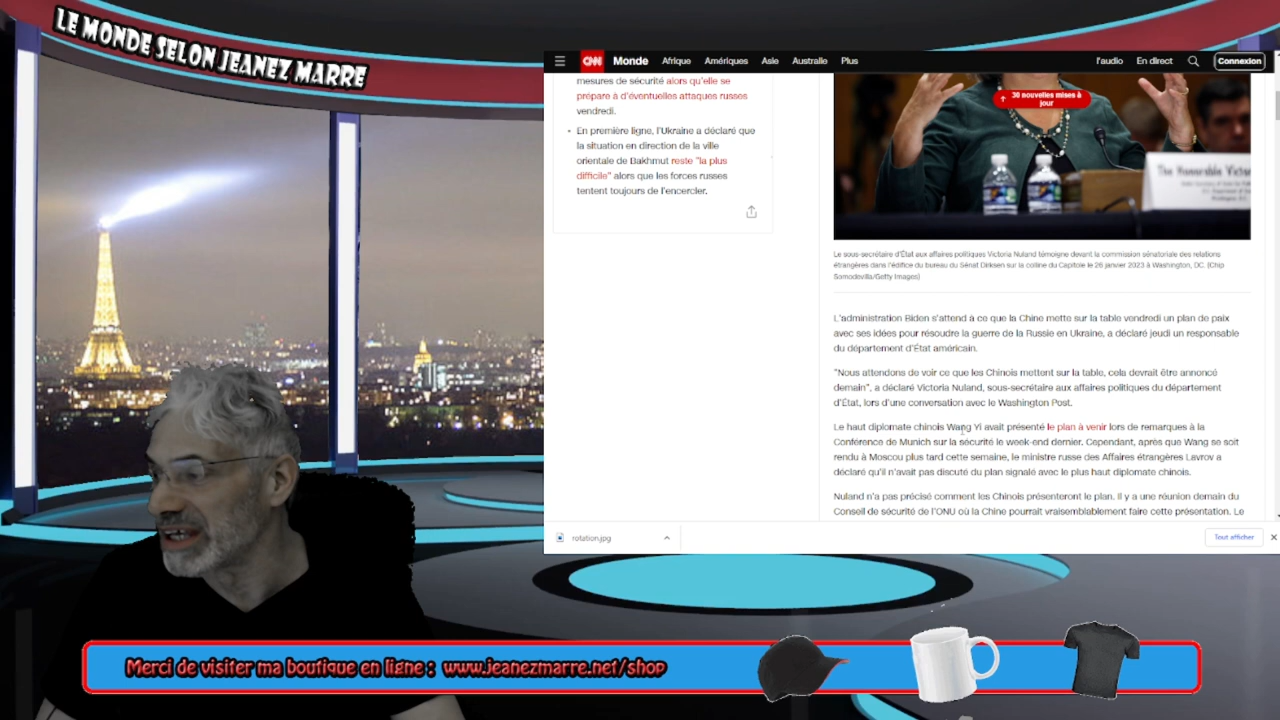 LE MONDE SELON JEANEZ MARRE
CNN Monde Afrique Amériques Asie Australie Plus l'audio En direct Connexion
mesures de sécurité alors qu'elle se
prépare à d'éventuelles attaques russes
vendredi.
• En première ligne, l'Ukraine a déclaré que
la situation en direction de la ville
orientale de Bakhmut reste "la plus
difficile" alors que les forces russes
tentent toujours de l'encercler.
30 nouvelles mises à
jour
The Honorable Victor
Le sous-secrétaire d'État aux affaires politiques Victoria Nuland témoigne devant la commission sénatoriale des relations
étrangères dans l'édifice du bureau du Sénat Dirksen sur la colline du Capitole le 26 janvier 2023 à Washington, DC. (Chip
Somodevilla/Getty Images)
L'administration Biden s'attend à ce que la Chine mette sur la table vendredi un plan de paix
avec ses idées pour résoudre la guerre de la Russie en Ukraine, a déclaré jeudi un responsable
du département d'État américain.
"Nous attendons de voir ce que les Chinois mettent sur la table, cela devrait être annoncé
demain", a déclaré Victoria Nuland, sous-secrétaire aux affaires politiques du département
d'État, lors d'une conversation avec le Washington Post.
Le haut diplomate chinois Wang Yi avait présenté le plan à venir lors de remarques à la
Conférence de Munich sur la sécurité le week-end dernier. Cependant, après que Wang se soit
rendu à Moscou plus tard cette semaine, le ministre russe des Affaires étrangères Lavrov a
déclaré qu'il n'avait pas discuté du plan signalé avec le plus haut diplomate chinois.
Nuland n'a pas précisé comment les Chinois présenteront le plan. Il y a une réunion demain du
Conseil de sécurité de l'ONU où la Chine pourrait vraisemblablement faire cette présentation. Le
rotation.jpg
Tout afficher
Merci de visiter ma boutique en ligne : www.jeanezmarre.net/shop